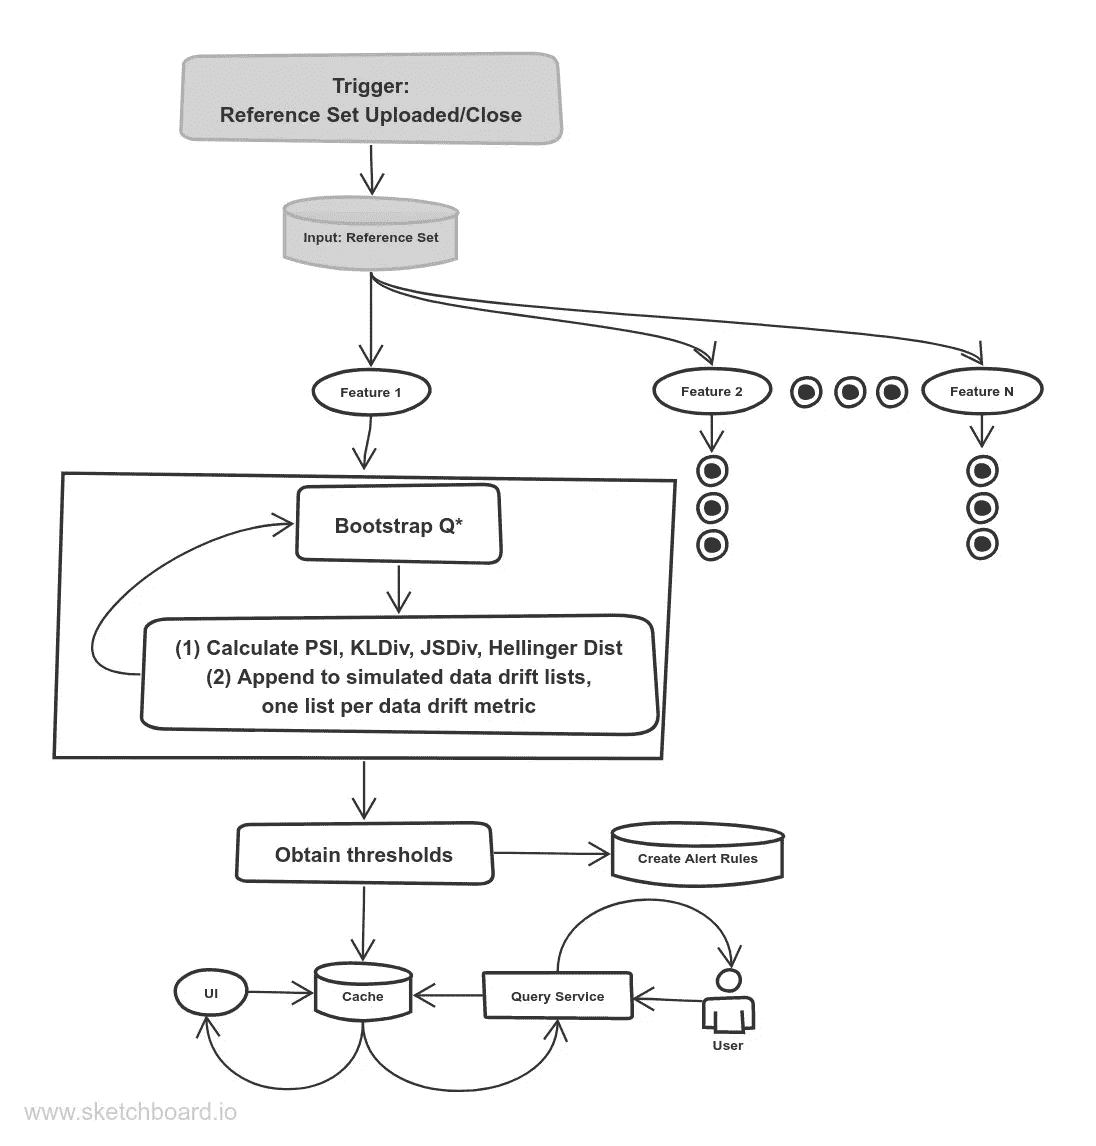 Trigger:
Reference Set Uploaded/Close
Input: Reference Set
Feature 1
Feature 2
Feature N
Bootstrap Q*
(1) Calculate PSI, KLDiv, JSDiv, Hellinger Dist
(2) Append to simulated data drift lists,
one list per data drift metric
Obtain thresholds
Create Alert Rules
UI
Cache
Query Service
User
www.sketchboard.io